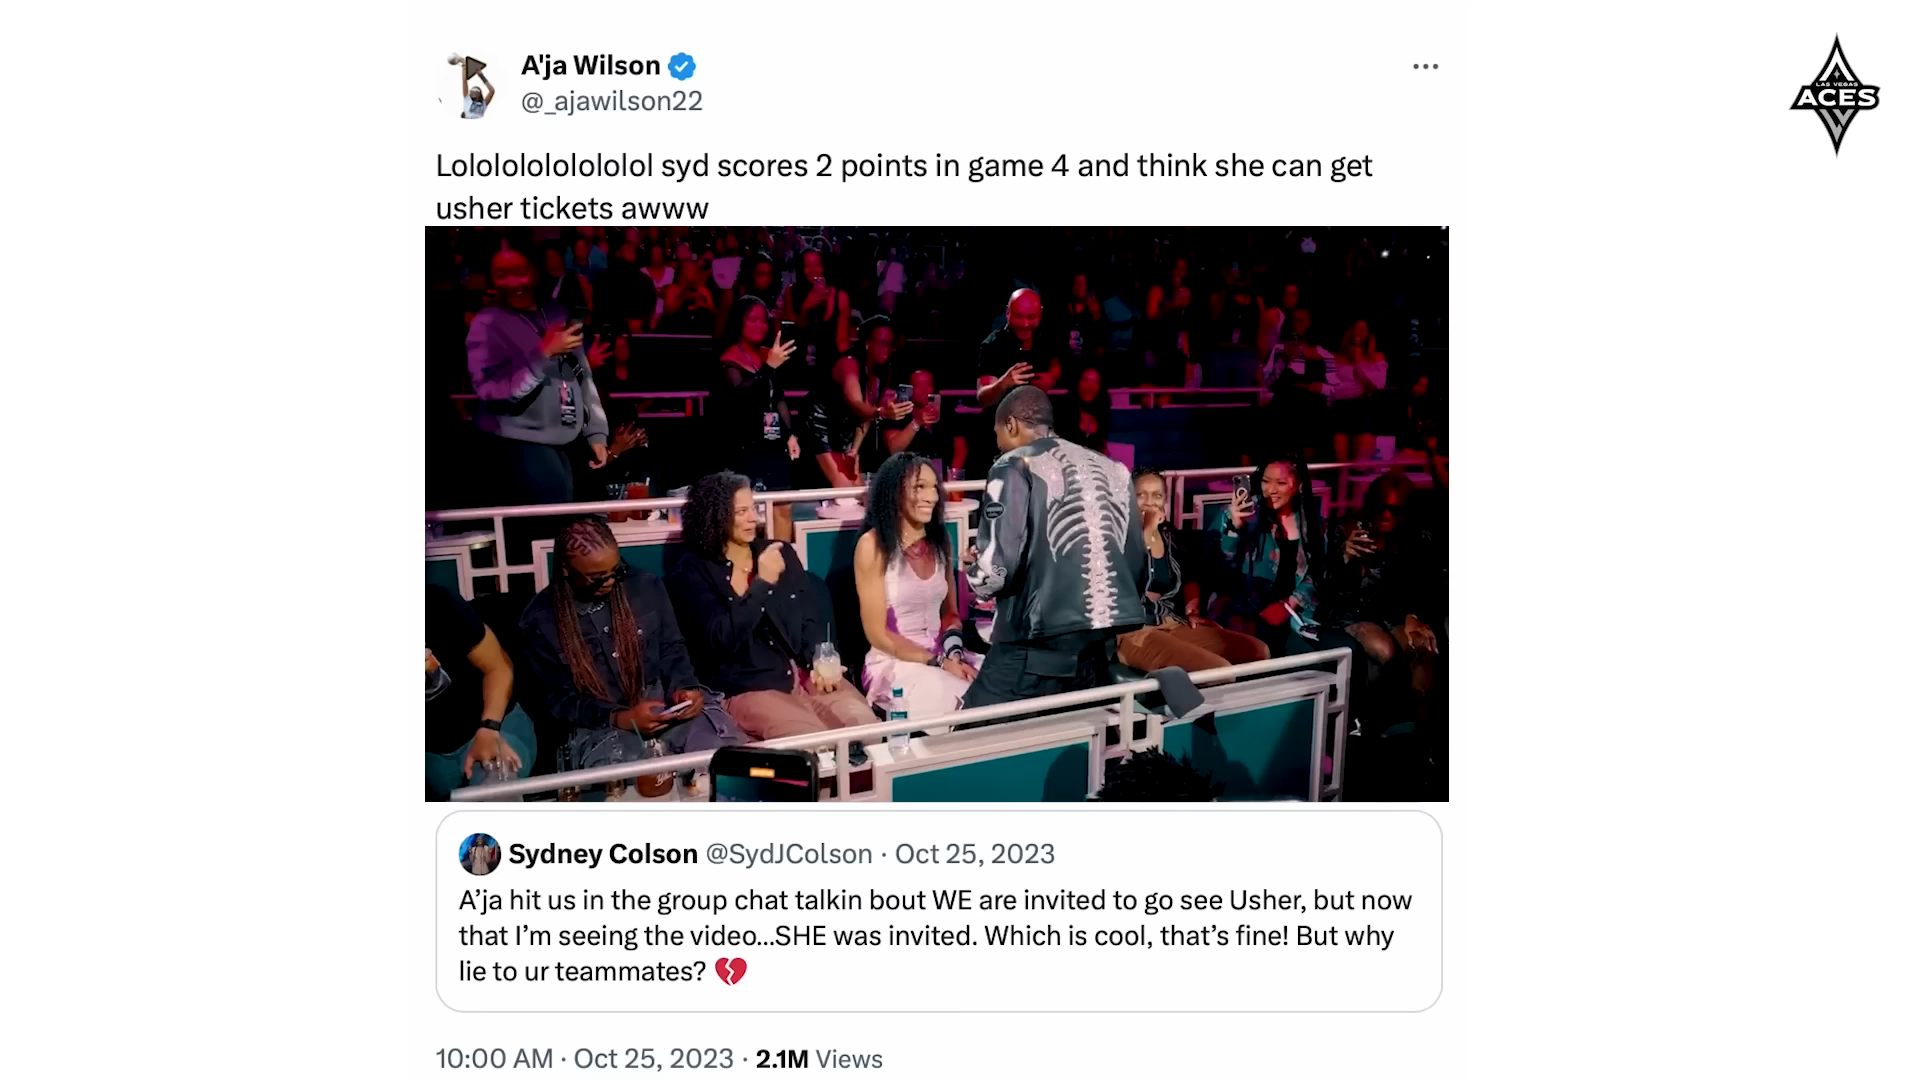 A'ja Wilson
@_ajawilson22
LAS VEGAS
ACES
Lolololololololol syd scores 2 points in game 4 and think she can get
usher tickets awww
Sydney Colson @SydJColson · Oct 25, 2023
A’ja hit us in the group chat talkin bout WE are invited to go see Usher, but now
that I’m seeing the video...SHE was invited. Which is cool, that’s fine! But why
lie to ur teammates? 💔
10:00 AM · Oct 25, 2023 · 2.1M Views